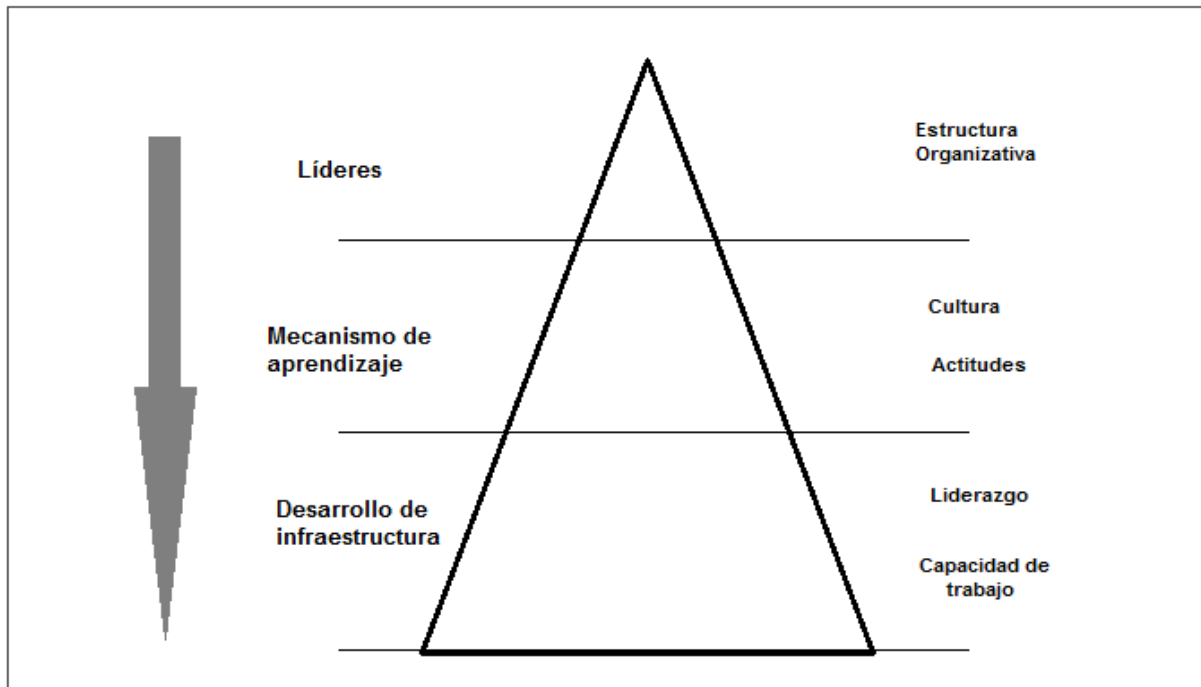 Estructura
Organizativa
Líderes
Cultura
Mecanismo de
aprendizaje
Actitudes
Liderazgo
Desarrollo de
infraestructura
Capacidad de
trabajo